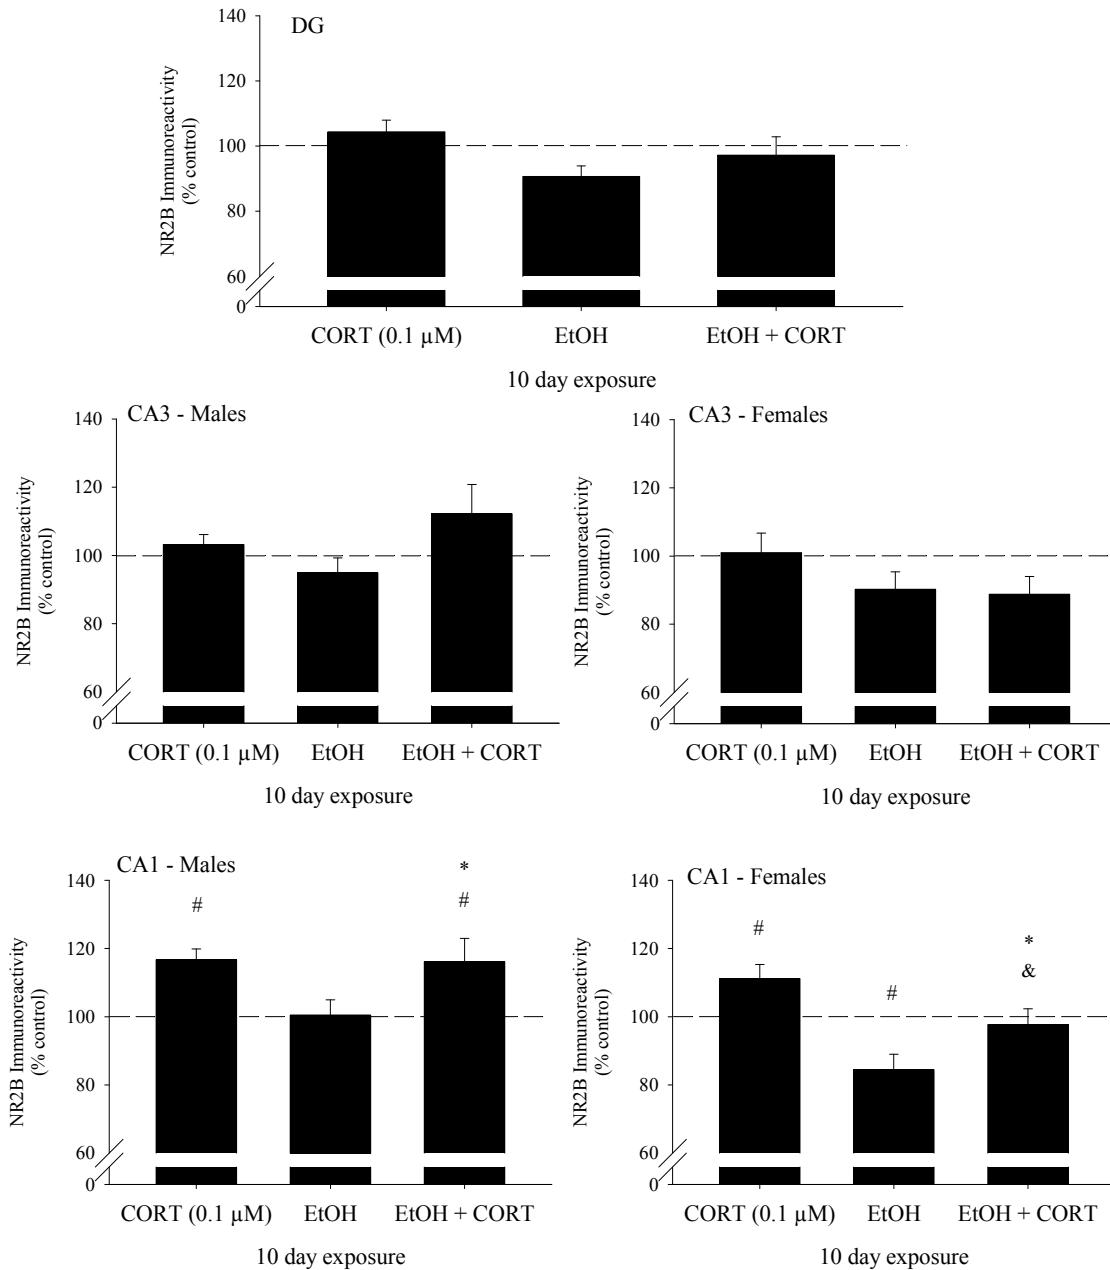 DG
NR2B Immunoreactivity
(% control)
140
120
100
80
60
0
CORT (0.1 µM) EtOH EtOH + CORT
10 day exposure
CA3 - Males
NR2B Immunoreactivity
(% control)
140
120
100
80
60
0
CORT (0.1 µM) EtOH EtOH + CORT
10 day exposure
CA3 - Females
NR2B Immunoreactivity
(% control)
140
120
100
80
60
0
CORT (0.1 µM) EtOH EtOH + CORT
10 day exposure
CA1 - Males
NR2B Immunoreactivity
(% control)
140
120
100
80
60
0
#
*
#
CORT (0.1 µM) EtOH EtOH + CORT
10 day exposure
CA1 - Females
NR2B Immunoreactivity
(% control)
140
120
100
80
60
0
#
#
*
&
CORT (0.1 µM) EtOH EtOH + CORT
10 day exposure